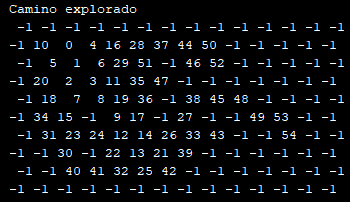 Camino explorado
-1 -1 -1 -1 -1 -1 -1 -1 -1 -1 -1 -1 -1 -1
-1 10 0 4 16 28 37 44 50 -1 -1 -1 -1 -1
-1 5 1 6 29 51 -1 46 52 -1 -1 -1 -1 -1
-1 20 2 3 11 35 47 -1 -1 -1 -1 -1 -1 -1
-1 18 7 8 19 36 -1 38 45 48 -1 -1 -1 -1
-1 34 15 -1 9 17 -1 27 -1 -1 49 53 -1 -1
-1 31 23 24 12 14 26 33 43 -1 -1 54 -1 -1
-1 -1 30 -1 22 13 21 39 -1 -1 -1 -1 -1 -1
-1 -1 40 41 32 25 42 -1 -1 -1 -1 -1 -1 -1
-1 -1 -1 -1 -1 -1 -1 -1 -1 -1 -1 -1 -1 -1